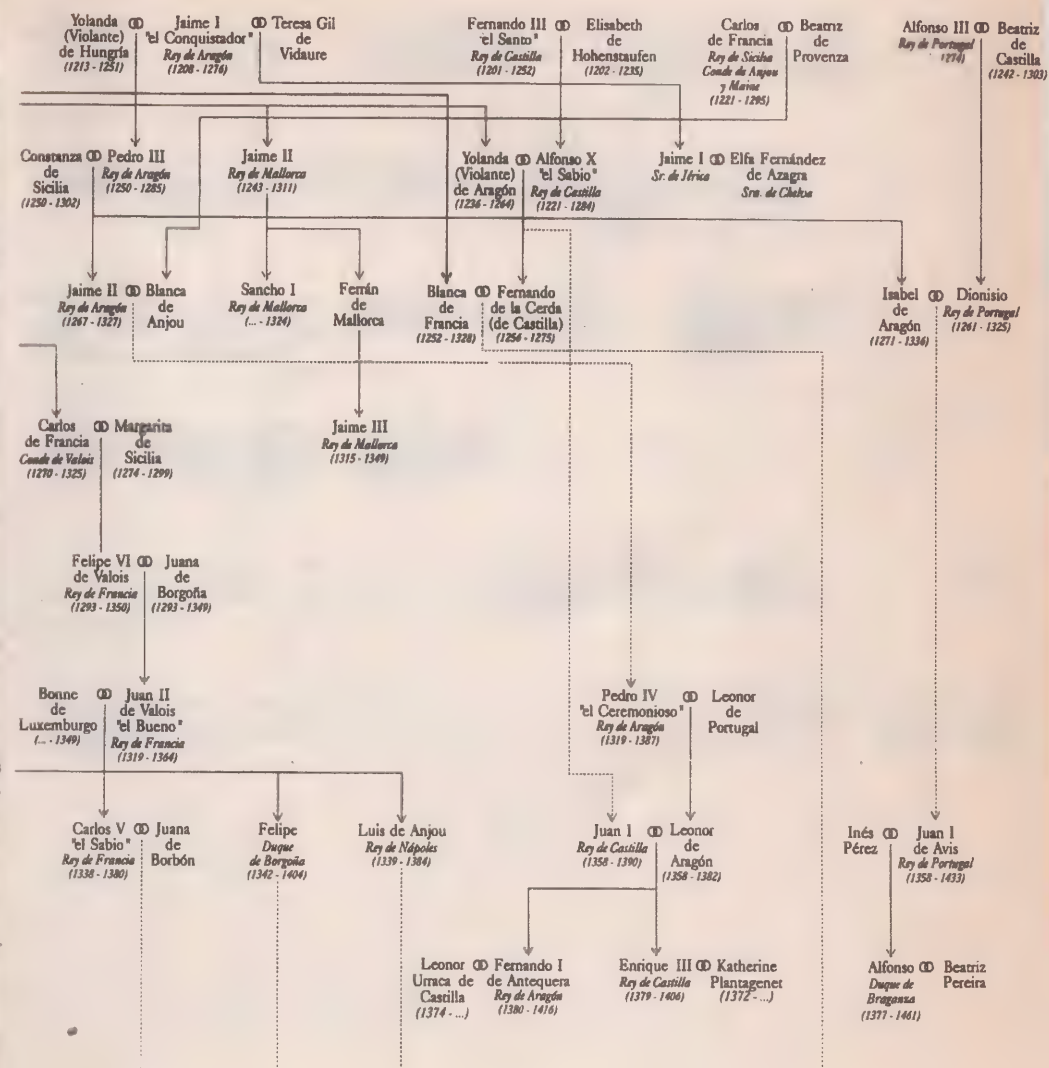 Yolanda
(Violante)
de Hungría
(1213 - 1251)
Jaime I
"el Conquistador"
Rey de Aragón
(1208 - 1276)
Teresa Gil
de
Vidaure
Fernando III
"el Santo"
Rey de Castilla
(1201 - 1252)
Elisabeth
de
Hohenstaufen
(1202 - 1235)
Carlos
de Francia
Rey de Sicilia
Conde de Anjou
y Maine
(1221 - 1295)
Beatriz
de
Provenza
Alfonso III
Rey de Portugal
1274)
Beatriz
de
Castilla
(1242 - 1303)
Constanza
de
Sicilia
(1250 - 1302)
Pedro III
Rey de Aragón
(1250 - 1285)
Jaime II
Rey de Mallorca
(1243 - 1311)
Yolanda
(Violante)
de Aragón
(1236 - 1264)
Alfonso X
"el Sabio"
Rey de Castilla
(1221 - 1284)
Jaime I
Sr. de Jérica
Elfa Fernández
de Azagra
Sra. de Chelva
Jaime II
Rey de Aragón
(1267 - 1327)
Blanca
de
Anjou
Sancho I
Rey de Mallorca
(... - 1324)
Ferrán
de
Mallorca
Blanca
de
Francia
(1252 - 1328)
Fernando
de la Cerda
(de Castilla)
(1256 - 1275)
Isabel
de
Aragón
(1271 - 1336)
Dionisio
Rey de Portugal
(1261 - 1325)
Carlos
de Francia
Conde de Valois
(1270 - 1325)
Margarita
de
Sicilia
(1274 - 1299)
Jaime III
Rey de Mallorca
(1315 - 1349)
Felipe VI
de Valois
Rey de Francia
(1293 - 1350)
Juana
de
Borgoña
(1293 - 1349)
Bonne
de
Luxemburgo
(... - 1349)
Juan II
de Valois
"el Bueno"
Rey de Francia
(1319 - 1364)
Pedro IV
"el Ceremonioso"
Rey de Aragón
(1319 - 1387)
Leonor
de
Portugal
Carlos V
"el Sabio"
Rey de Francia
(1338 - 1380)
Juana
de
Borbón
Felipe
Duque
de Borgoña
(1342 - 1404)
Luis de Anjou
Rey de Nápoles
(1339 - 1384)
Juan I
Rey de Castilla
(1358 - 1390)
Leonor
de
Aragón
(1358 - 1382)
Inés
Pérez
Juan I
de Avis
Rey de Portugal
(1358 - 1433)
Leonor
Urraca de
Castilla
(1374 - ...)
Fernando I
de Antequera
Rey de Aragón
(1380 - 1416)
Enrique III
Rey de Castilla
(1379 - 1406)
Katherine
Plantagenet
(1372 - ...)
Alfonso
Duque de
Braganza
(1377 - 1461)
Beatriz
Pereira